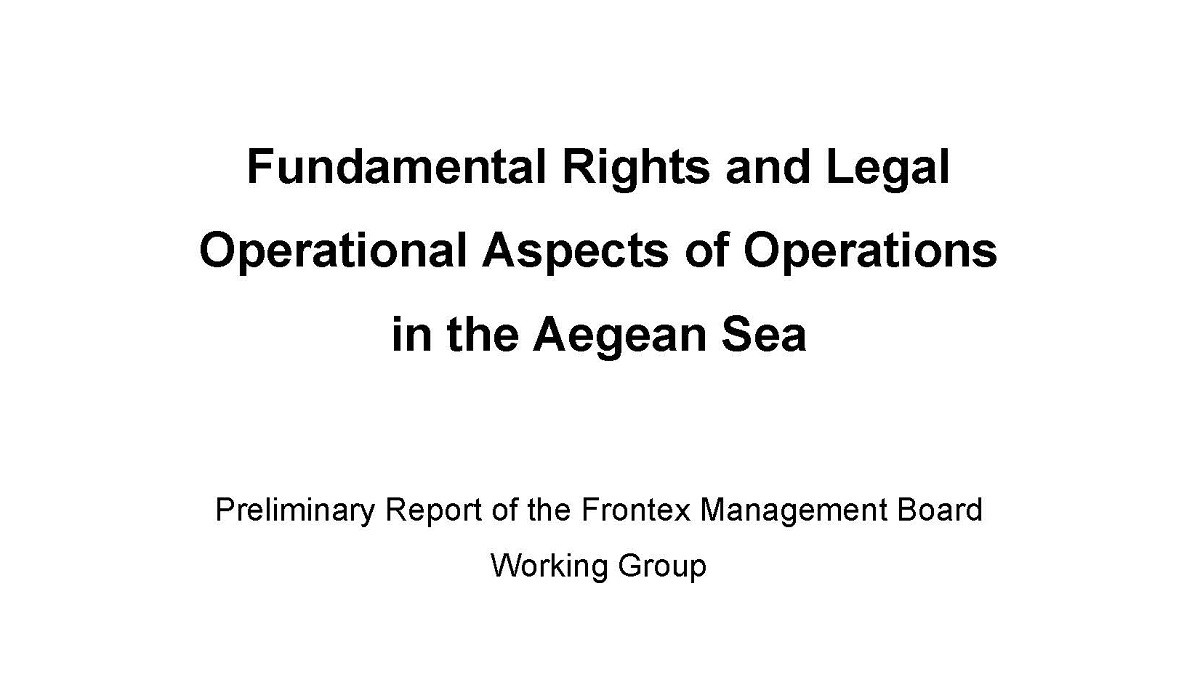 Fundamental Rights and Legal
Operational Aspects of Operations
in the Aegean Sea
Preliminary Report of the Frontex Management Board
Working Group